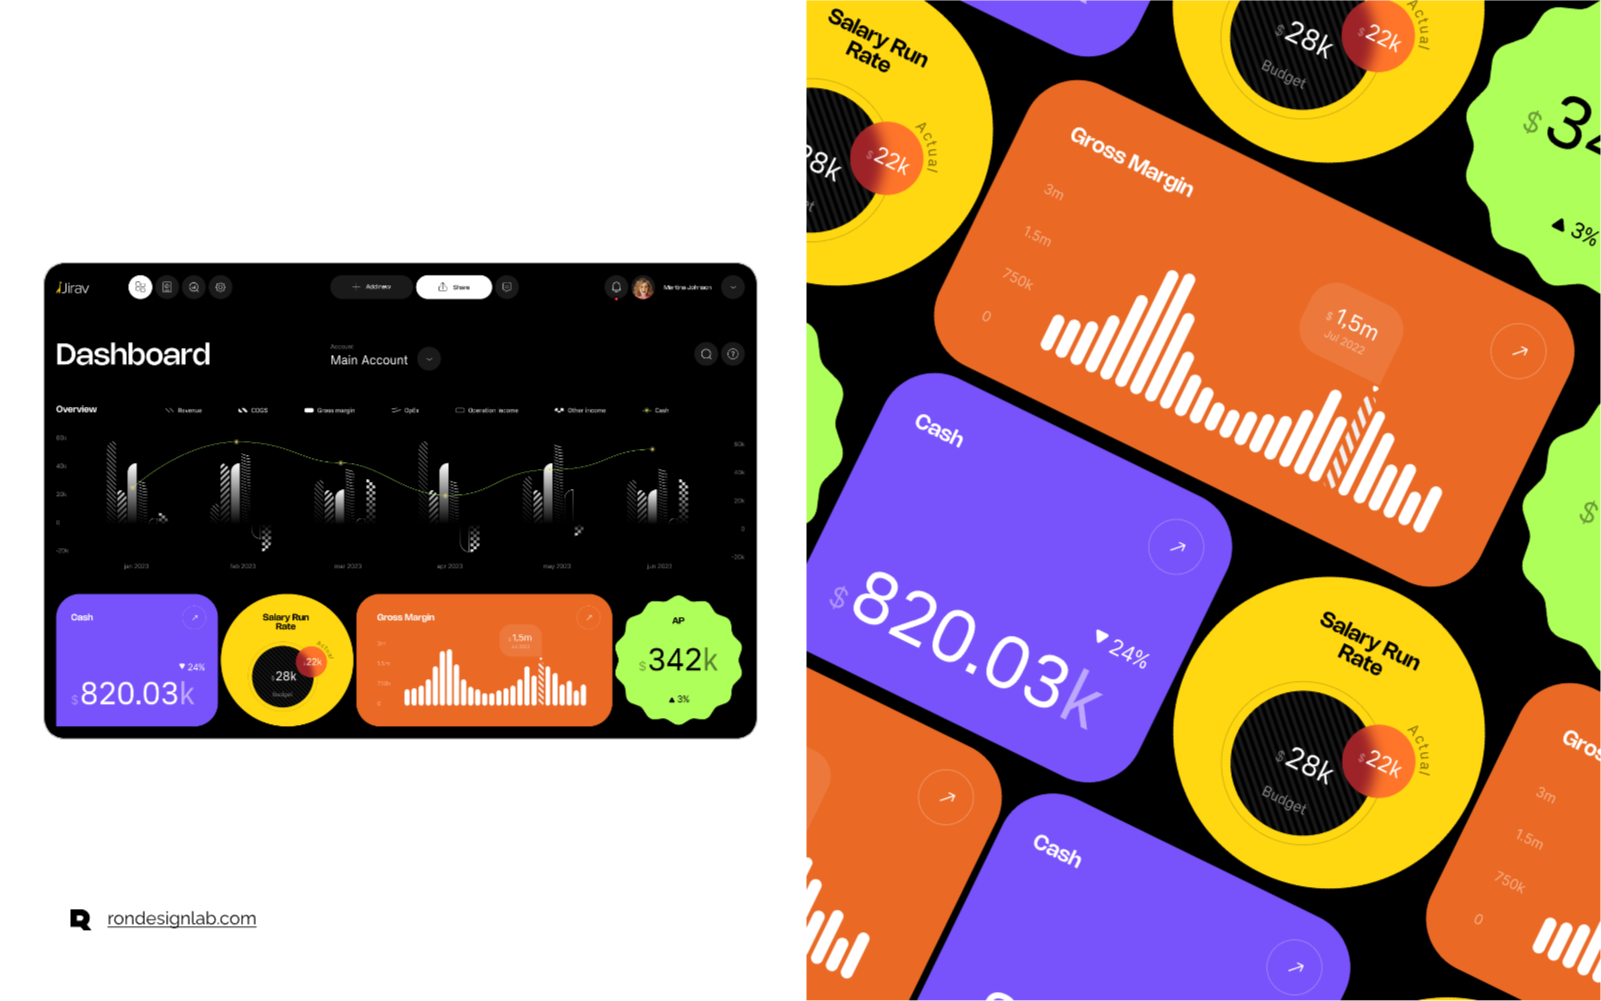 Jirav
Address
Share
Martina Johnson
Dashboard
Account
Main Account
Overview
Revenue
COGS
Gross margin
OpEx
Operation income
Other income
Cash
60k
40k
20k
0
-20k
60k
40k
20k
0
-20k
jan 2023
feb 2023
mar 2023
apr 2023
may 2023
jun 2023
Cash
▼ 24%
$820.03k
Salary Run
Rate
Actual
$22k
$28k
Budget
Gross Margin
3m
1.5m
750k
0
$1,5m
Jul 2022
AP
$342k
▲ 3%
rondesignlab.com
Salary Run
Rate
Actual
$22k
28k
$28k
$22k
Actual
Budget
$34
▲ 3%
Gross Margin
3m
1.5m
750k
0
$1,5m
Jul 2022
Cash
$820.03k
▼ 24%
$
Salary Run
Rate
Actual
$28k
$22k
Budget
Cash
Gros
3m
1.5m
750k
0